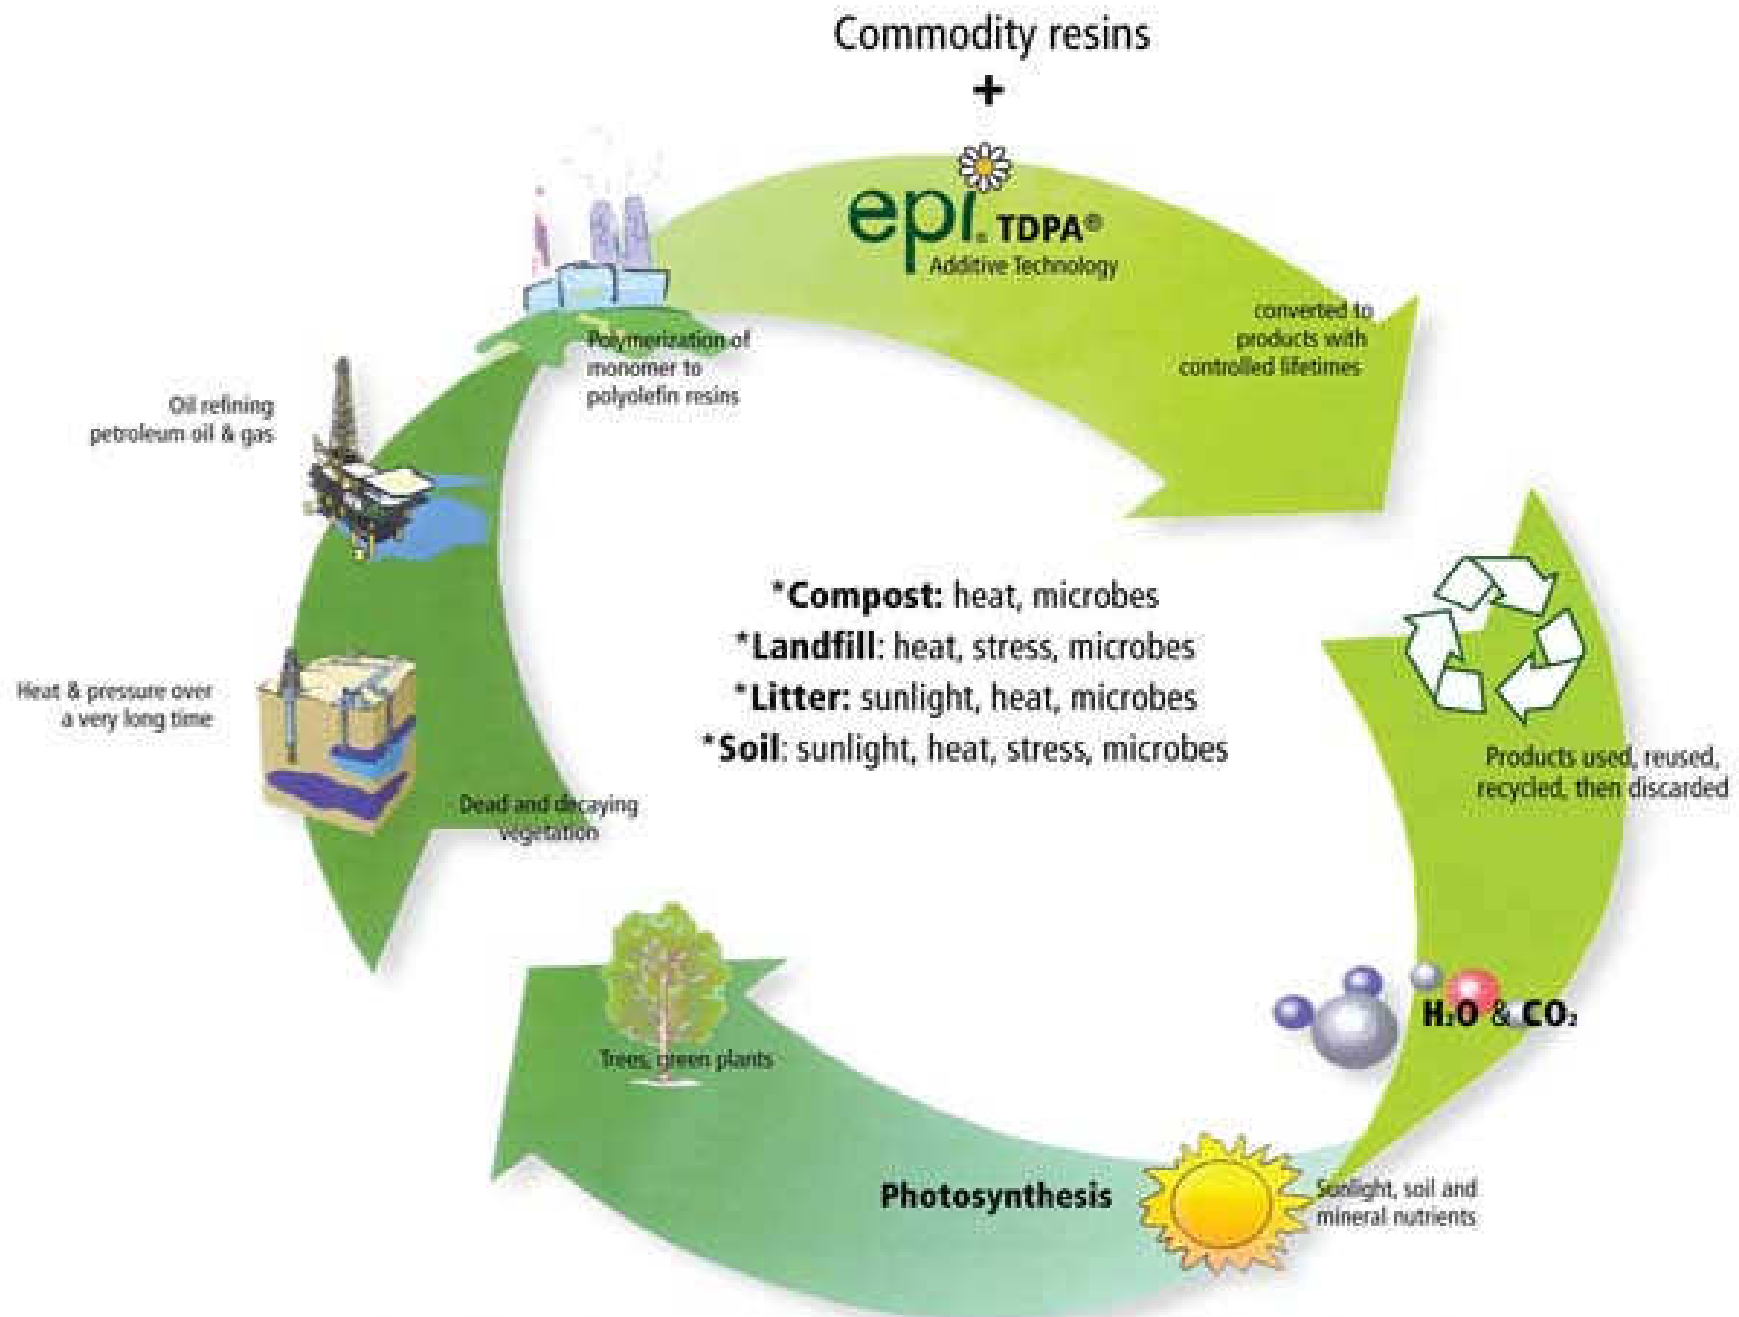 Commodity resins
+
epi® TDPA®
Additive Technology
converted to
products with
controlled lifetimes
Polymerization of
monomer to
polyolefin resins
Oil refining
petroleum oil & gas
*Compost: heat, microbes
*Landfill: heat, stress, microbes
*Litter: sunlight, heat, microbes
*Soil: sunlight, heat, stress, microbes
Heat & pressure over
a very long time
Products used, reused,
recycled, then discarded
Dead and decaying
vegetation
H₂O & CO₂
Trees, green plants
Photosynthesis
Sunlight, soil and
mineral nutrients